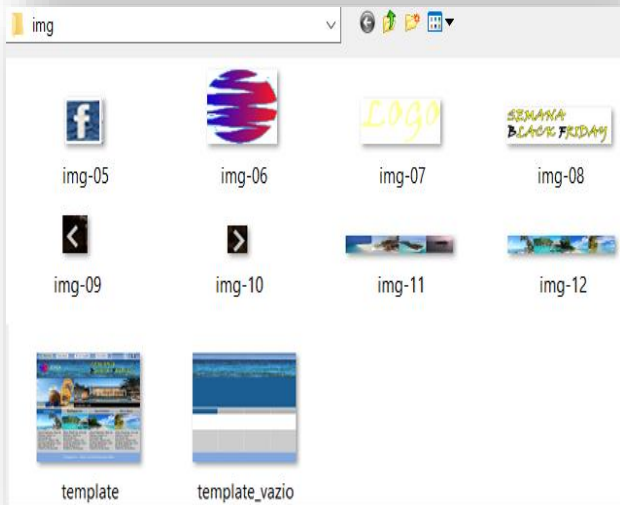 img
f
LOGO
SEMANA
BLACK FRIDAY
img-05 img-06 img-07 img-08
img-09 img-10 img-11 img-12
SEMANA
template template_vazio